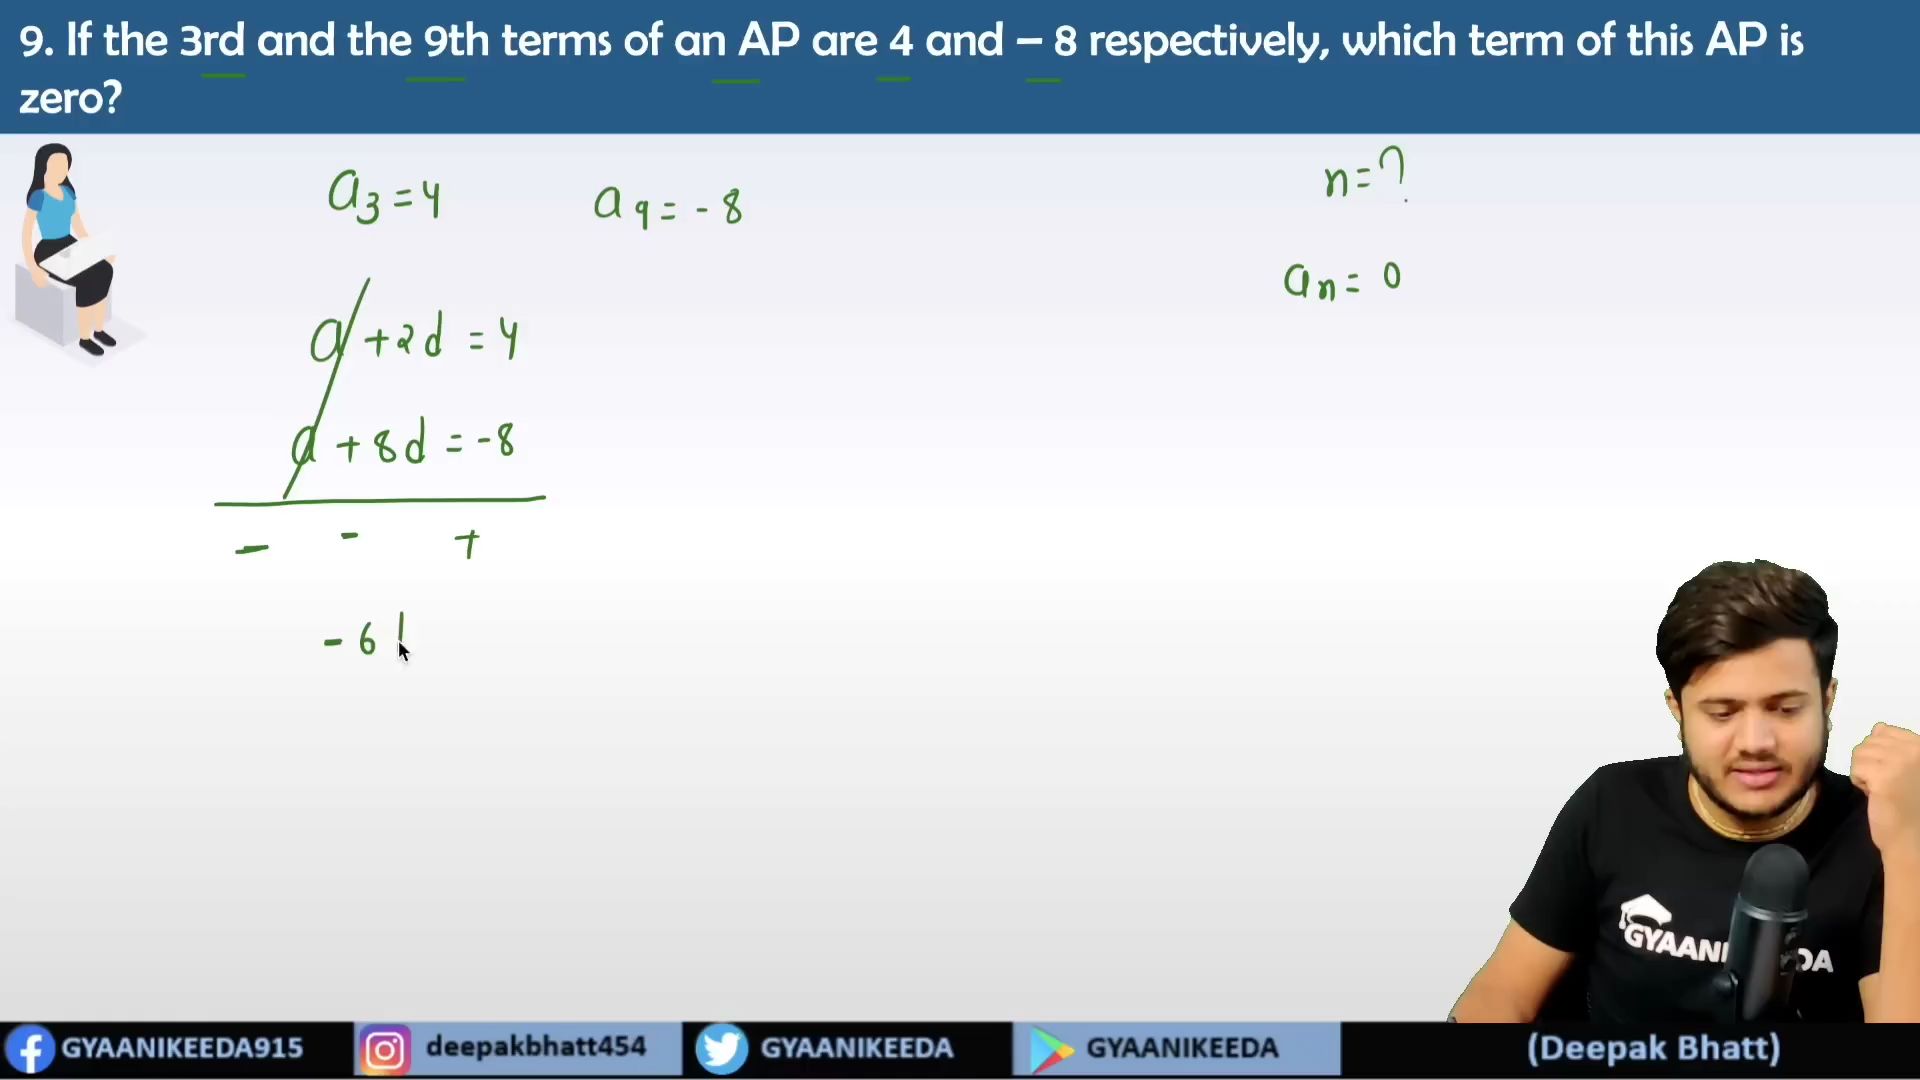 9. If the 3rd and the 9th terms of an AP are 4 and – 8 respectively, which term of this AP is
zero?
a3 = 4 a9 = - 8 n = ?
an = 0
a + 2d = 4
a + 8d = -8
- - +
- 6
GYAANIKEEDA915 deepakbhatt454 GYAANIKEEDA GYAANIKEEDA (Deepak Bhatt)